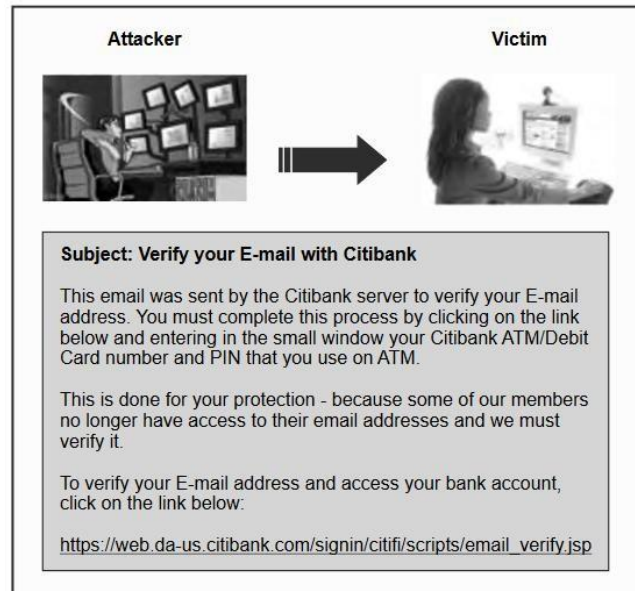 Attacker
Victim
Subject: Verify your E-mail with Citibank
This email was sent by the Citibank server to verify your E-mail
address. You must complete this process by clicking on the link
below and entering in the small window your Citibank ATM/Debit
Card number and PIN that you use on ATM.
This is done for your protection - because some of our members
no longer have access to their email addresses and we must
verify it.
To verify your E-mail address and access your bank account,
click on the link below:
https://web.da-us.citibank.com/signin/citifi/scripts/email_verify.jsp